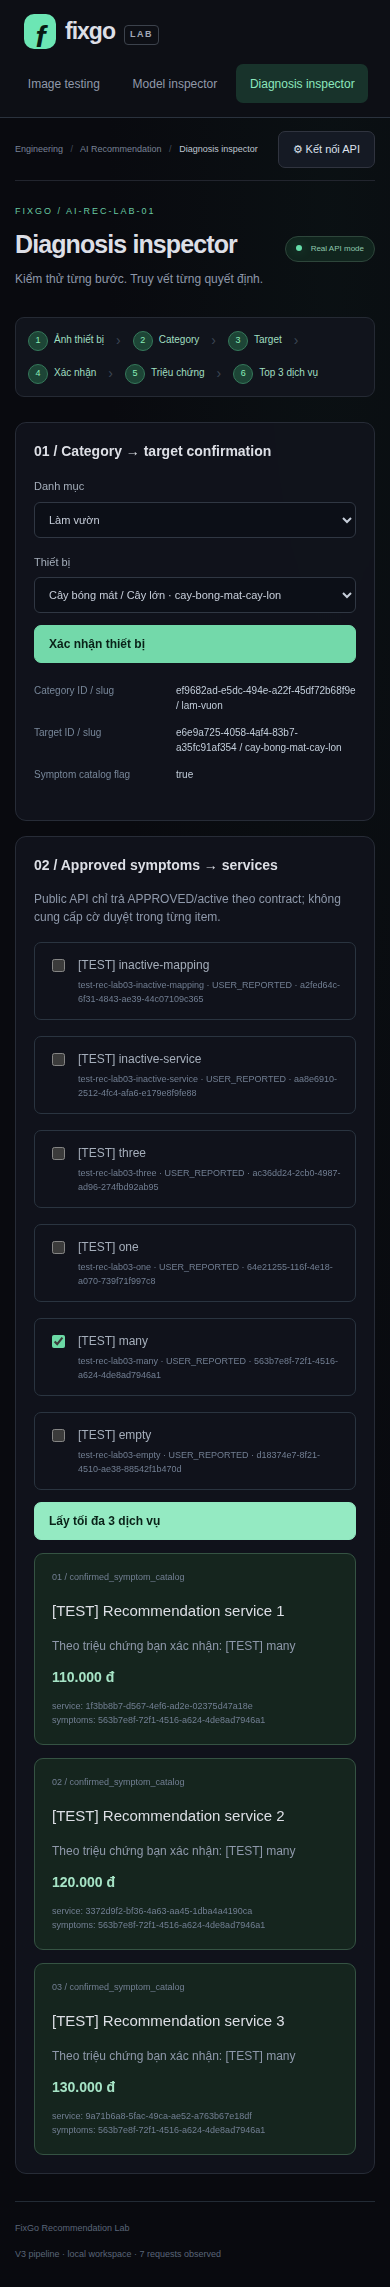 fixgo LAB
Image testing Model inspector Diagnosis inspector
Engineering / AI Recommendation / Diagnosis inspector ⚙ Kết nối API
FIXGO / AI-REC-LAB-01
Diagnosis inspector
Real API mode
Kiểm thử từng bước. Truy vết từng quyết định.
1 Ảnh thiết bị › 2 Category › 3 Target ›
4 Xác nhận › 5 Triệu chứng › 6 Top 3 dịch vụ
01 / Category → target confirmation
Danh mục
Làm vườn
Thiết bị
Cây bóng mát / Cây lớn · cay-bong-mat-cay-lon
Xác nhận thiết bị
Category ID / slug ef9682ad-e5dc-494e-a22f-45df72b68f9e
/ lam-vuon
Target ID / slug e6e9a725-4058-4af4-83b7-
a35fc91af354 / cay-bong-mat-cay-lon
Symptom catalog flag true
02 / Approved symptoms → services
Public API chỉ trả APPROVED/active theo contract; không
cung cấp cờ duyệt trong từng item.
[TEST] inactive-mapping
test-rec-lab03-inactive-mapping · USER_REPORTED · a2fed64c-
6f31-4843-ae39-44c07109c365
[TEST] inactive-service
test-rec-lab03-inactive-service · USER_REPORTED · aa8e6910-
2512-4fc4-afa6-e179e8f9fe88
[TEST] three
test-rec-lab03-three · USER_REPORTED · ac36dd24-2cb0-4987-
ad96-274fbd92ab95
[TEST] one
test-rec-lab03-one · USER_REPORTED · 64e21255-116f-4e18-
a070-739f71f997c8
[TEST] many
test-rec-lab03-many · USER_REPORTED · 563b7e8f-72f1-4516-
a624-4de8ad7946a1
[TEST] empty
test-rec-lab03-empty · USER_REPORTED · d18374e7-8f21-
4510-ae38-88542f1b470d
Lấy tối đa 3 dịch vụ
01 / confirmed_symptom_catalog
[TEST] Recommendation service 1
Theo triệu chứng bạn xác nhận: [TEST] many
110.000 đ
service: 1f3bb8b7-d567-4ef6-ad2e-02375d47a18e
symptoms: 563b7e8f-72f1-4516-a624-4de8ad7946a1
02 / confirmed_symptom_catalog
[TEST] Recommendation service 2
Theo triệu chứng bạn xác nhận: [TEST] many
120.000 đ
service: 3372d9f2-bf36-4a63-aa45-1dba4a4190ca
symptoms: 563b7e8f-72f1-4516-a624-4de8ad7946a1
03 / confirmed_symptom_catalog
[TEST] Recommendation service 3
Theo triệu chứng bạn xác nhận: [TEST] many
130.000 đ
service: 9a71b6a8-5fac-49ca-ae52-a763b67e18df
symptoms: 563b7e8f-72f1-4516-a624-4de8ad7946a1
FixGo Recommendation Lab
V3 pipeline · local workspace · 7 requests observed